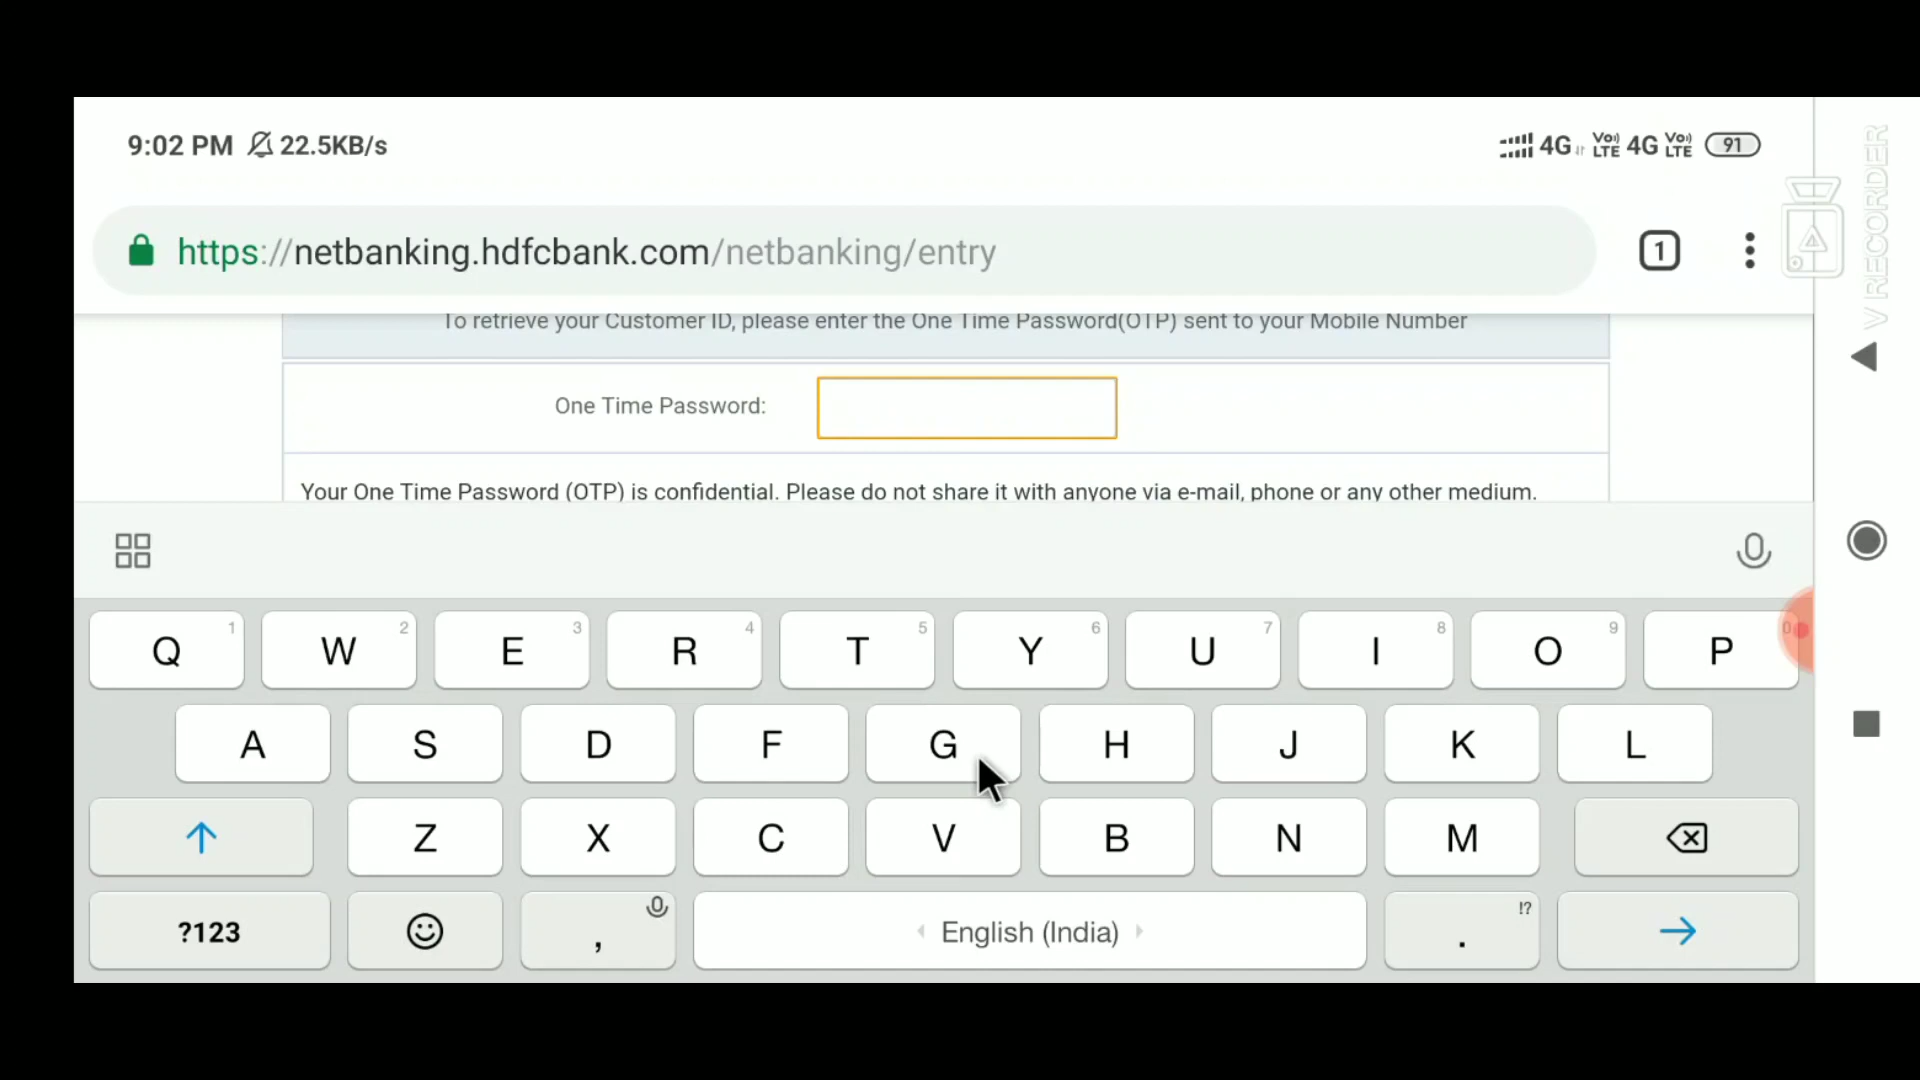 9:02 PM 22.5KB/s 4G Vo) LTE 4G Vo) LTE 91
V RECORDER
https://netbanking.hdfcbank.com/netbanking/entry 1
To retrieve your Customer ID, please enter the One Time Password(OTP) sent to your Mobile Number
One Time Password:
Your One Time Password (OTP) is confidential. Please do not share it with anyone via e-mail, phone or any other medium.
Q 1 W 2 E 3 R 4 T 5 Y 6 U 7 I 8 O 9 P 0
A S D F G H J K L
Z X C V B N M
?123 , English (India) . !?